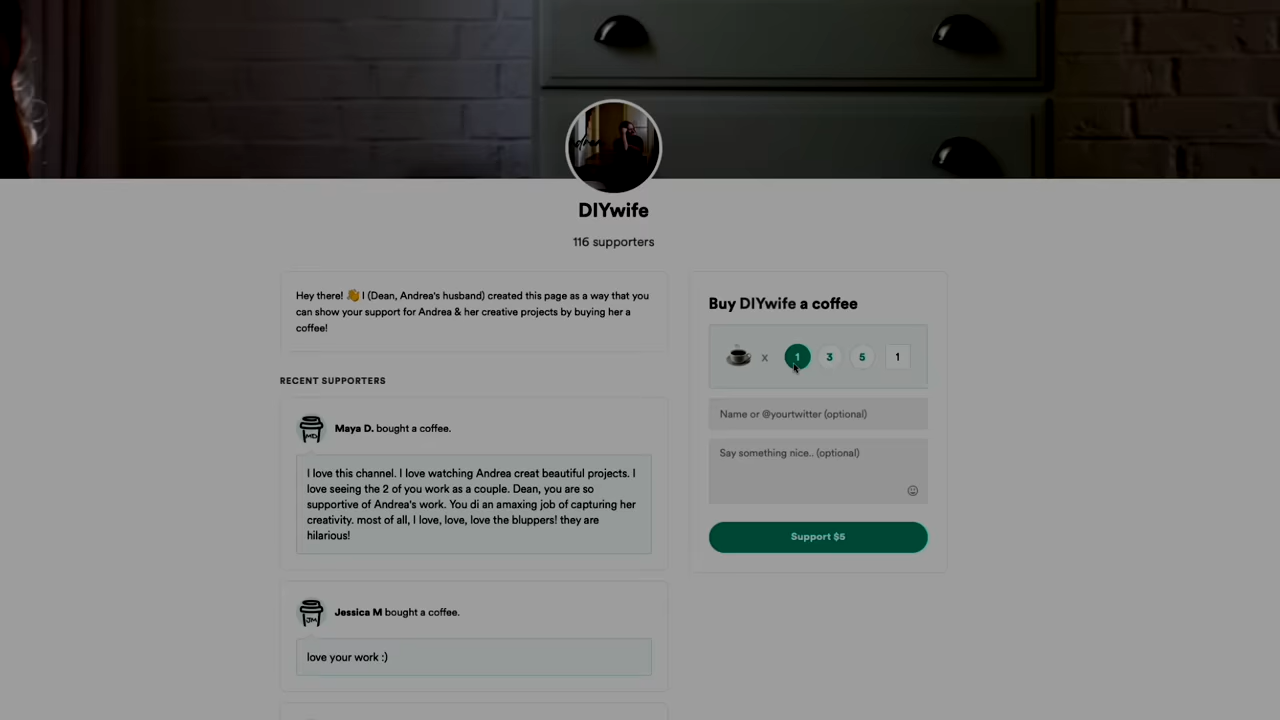 DIYwife
116 supporters
Hey there! 👋 I (Dean, Andrea's husband) created this page as a way that you
can show your support for Andrea & her creative projects by buying her a
coffee!
RECENT SUPPORTERS
Maya D. bought a coffee.
MD
I love this channel. I love watching Andrea creat beautiful projects. I
love seeing the 2 of you work as a couple. Dean, you are so
supportive of Andrea's work. You di an amaxing job of capturing her
creativity. most of all, I love, love, love the bluppers! they are
hilarious!
Jessica M bought a coffee.
JM
love your work :)
Buy DIYwife a coffee
x 1 3 5 1
Name or @yourtwitter (optional)
Say something nice.. (optional)
Support $5